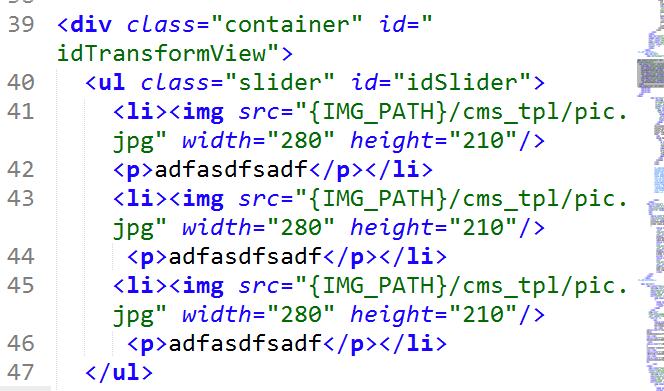 39 <div class="container" id="
idTransformView">
40 <ul class="slider" id="idSlider">
41 <li><img src="{IMG_PATH}/cms_tpl/pic.
jpg" width="280" height="210"/>
42 <p>adfasdfsadf</p></li>
43 <li><img src="{IMG_PATH}/cms_tpl/pic.
jpg" width="280" height="210"/>
44 <p>adfasdfsadf</p></li>
45 <li><img src="{IMG_PATH}/cms_tpl/pic.
jpg" width="280" height="210"/>
46 <p>adfasdfsadf</p></li>
47 </ul>